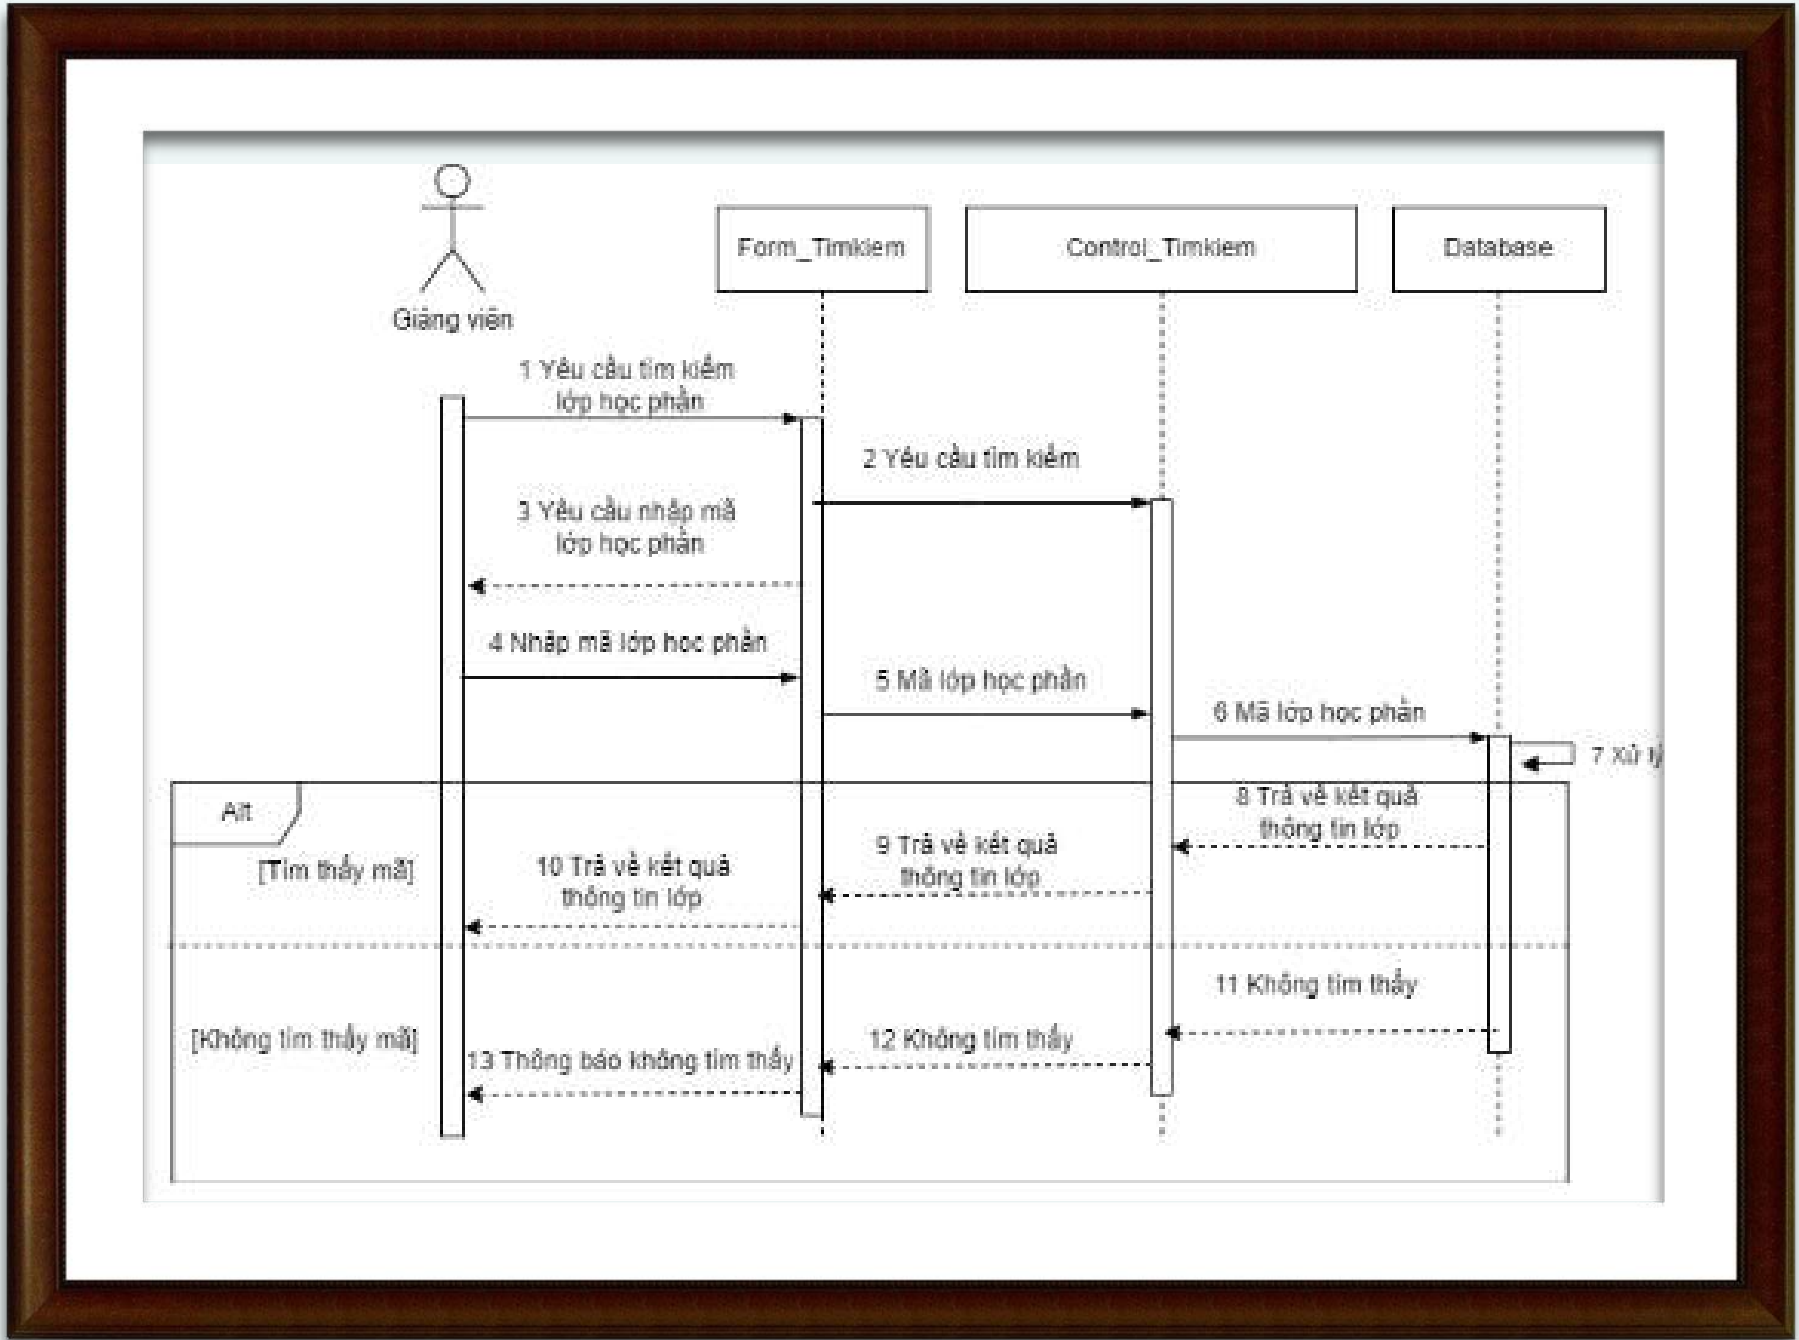 Giảng viên
Form_Timkiem
Control_Timkiem
Database
1 Yêu cầu tìm kiếm
lớp học phần
2 Yêu cầu tìm kiếm
3 Yêu cầu nhập mã
lớp học phần
4 Nhập mã lớp học phần
5 Mã lớp học phần
6 Mã lớp học phần
7 Xử lý
Alt
8 Trả về kết quả
thông tin lớp
[Tìm thấy mã]
9 Trả về kết quả
thông tin lớp
10 Trả về kết quả
thông tin lớp
11 Không tìm thấy
[Không tìm thấy mã]
12 Không tìm thấy
13 Thông báo không tìm thấy